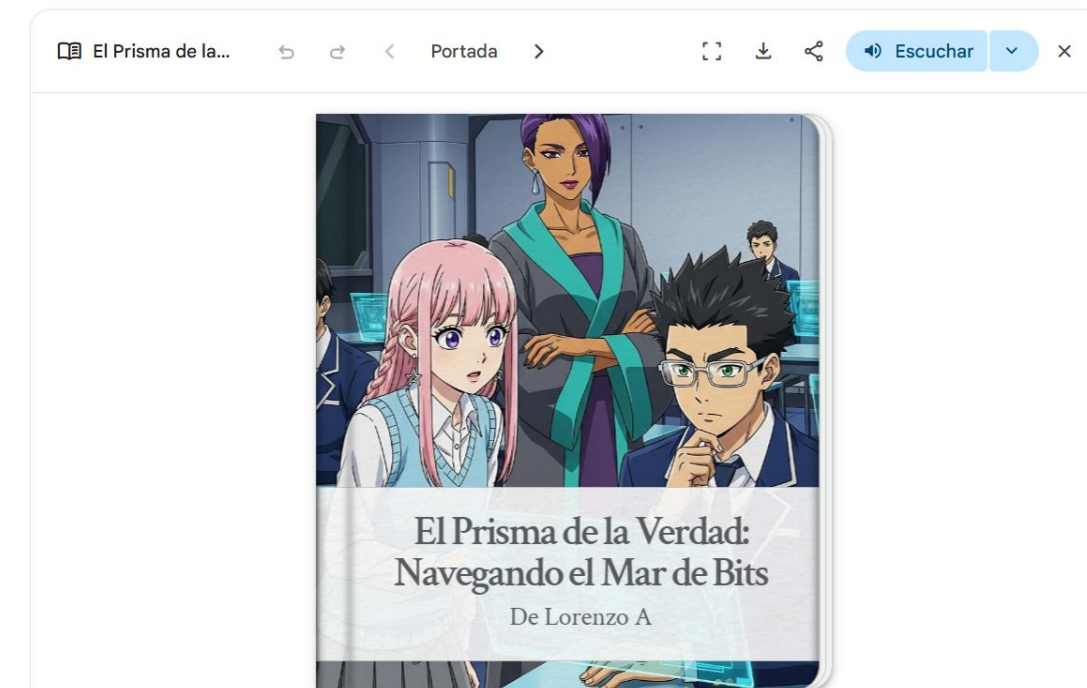 El Prisma de la...
Portada
Escuchar
El Prisma de la Verdad:
Navegando el Mar de Bits
De Lorenzo A